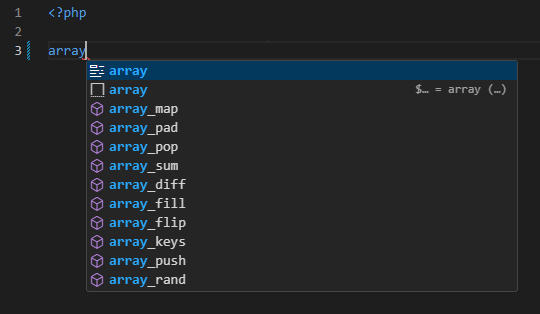 1 <?php
2
3 array
array
array $… = array (…)
array_map
array_pad
array_pop
array_sum
array_diff
array_fill
array_flip
array_keys
array_push
array_rand